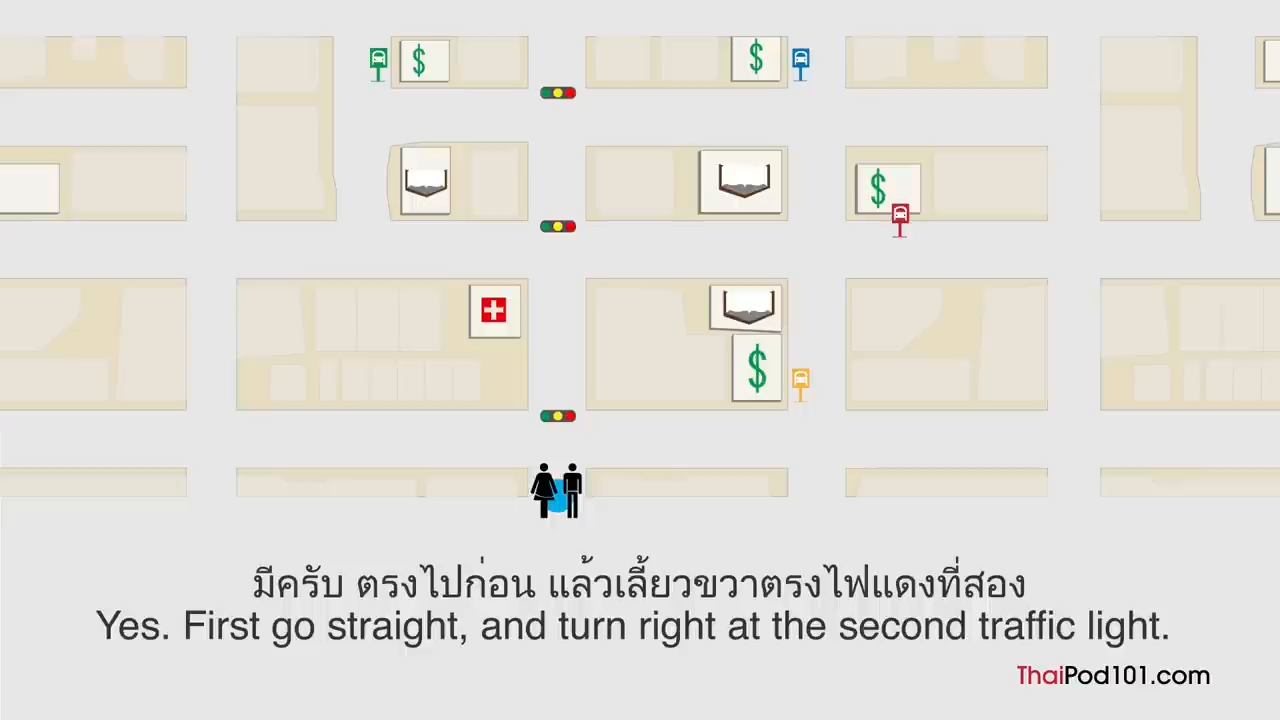 $
$
$
$
มีครับ ตรงไปก่อน แล้วเลี้ยวขวาตรงไฟแดงที่สอง
Yes. First go straight, and turn right at the second traffic light.
ThaiPod101.com